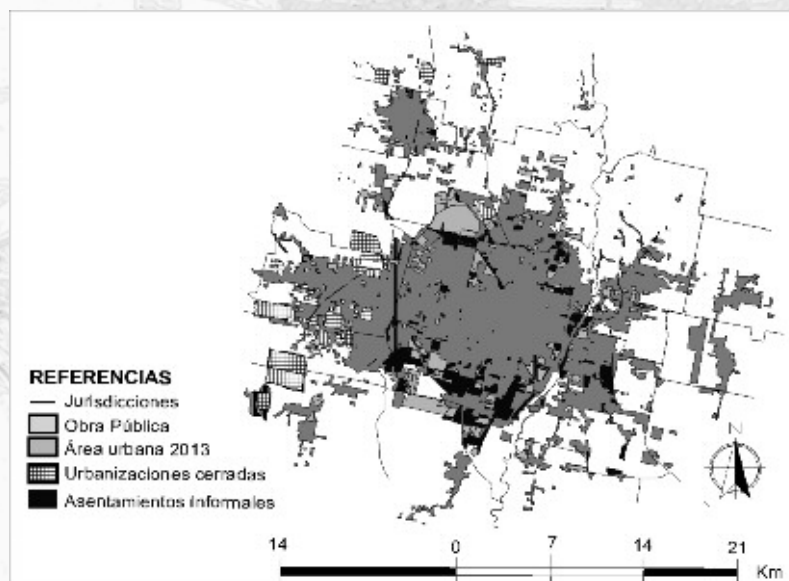 REFERENCIAS
Jurisdicciones
Obra Pública
Área urbana 2013
Urbanizaciones cerradas
Asentamientos Informales
N
14 0 7 14 21
Km